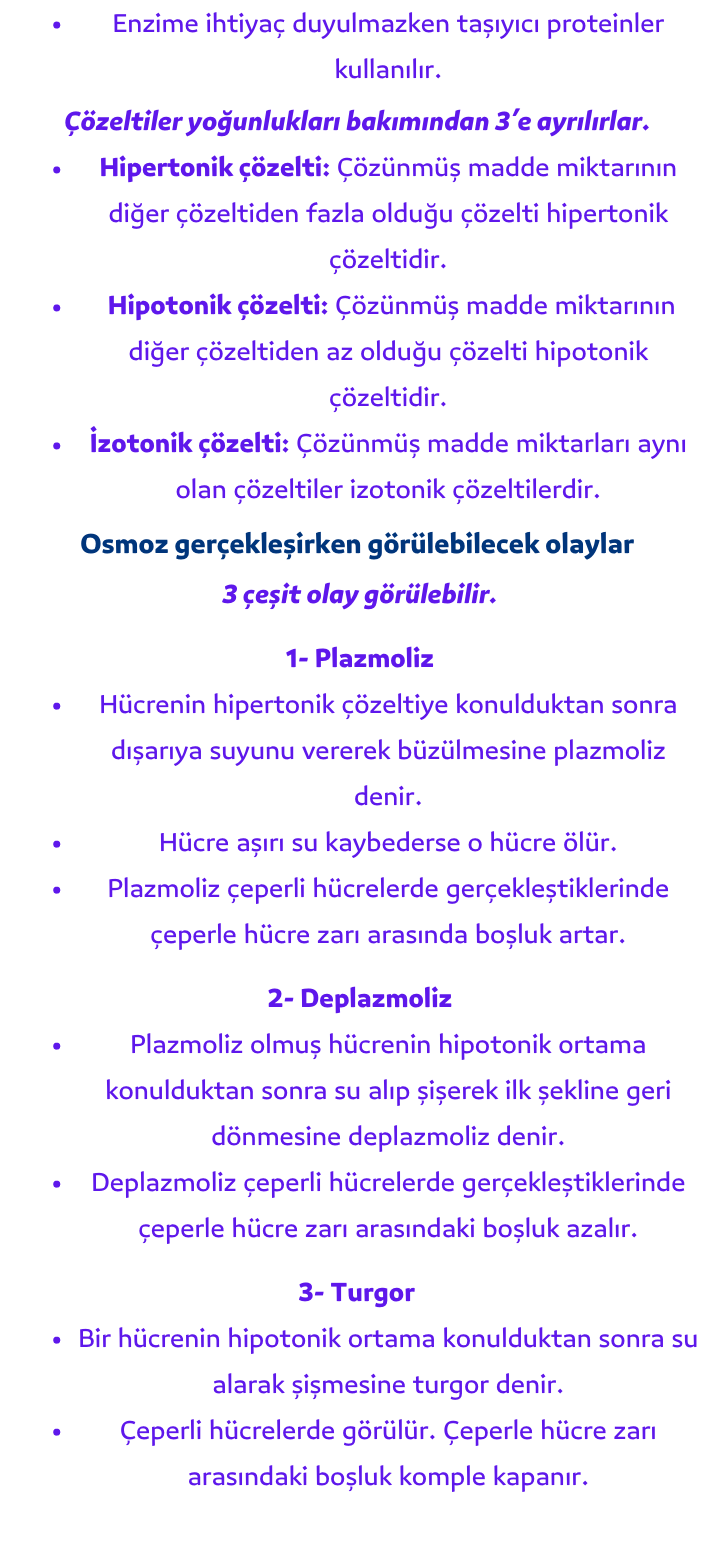 • Enzime ihtiyaç duyulmazken taşıyıcı proteinler
kullanılır.
Çözeltiler yoğunlukları bakımından 3’e ayrılırlar.
• Hipertonik çözelti: Çözünmüş madde miktarının
diğer çözeltiden fazla olduğu çözelti hipertonik
çözeltidir.
• Hipotonik çözelti: Çözünmüş madde miktarının
diğer çözeltiden az olduğu çözelti hipotonik
çözeltidir.
• İzotonik çözelti: Çözünmüş madde miktarları aynı
olan çözeltiler izotonik çözeltilerdir.
Osmoz gerçekleşirken görülebilecek olaylar
3 çeşit olay görülebilir.
1- Plazmoliz
• Hücrenin hipertonik çözeltiye konulduktan sonra
dışarıya suyunu vererek büzülmesine plazmoliz
denir.
• Hücre aşırı su kaybederse o hücre ölür.
• Plazmoliz çeperli hücrelerde gerçekleştiklerinde
çeperle hücre zarı arasında boşluk artar.
2- Deplazmoliz
• Plazmoliz olmuş hücrenin hipotonik ortama
konulduktan sonra su alıp şişerek ilk şekline geri
dönmesine deplazmoliz denir.
• Deplazmoliz çeperli hücrelerde gerçekleştiklerinde
çeperle hücre zarı arasındaki boşluk azalır.
3- Turgor
• Bir hücrenin hipotonik ortama konulduktan sonra su
alarak şişmesine turgor denir.
• Çeperli hücrelerde görülür. Çeperle hücre zarı
arasındaki boşluk komple kapanır.